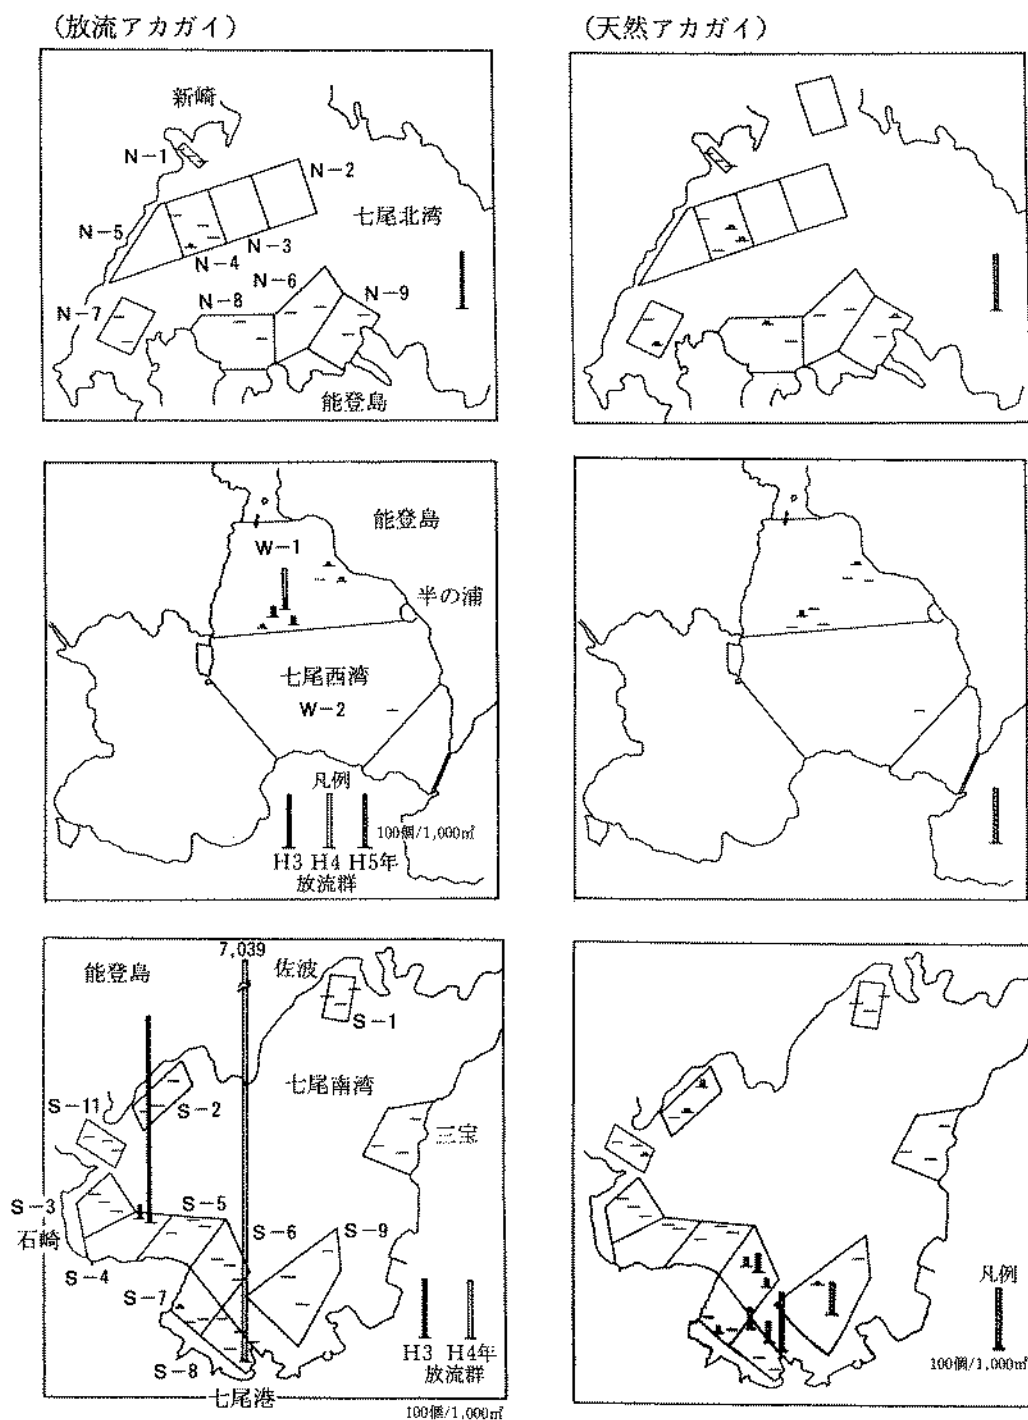 (放流アカガイ)
(天然アカガイ)
新崎
N-1
N-2
七尾北湾
N-5
N-3
N-4
N-6
N-7
N-8
N-9
能登島
能登島
W-1
半の浦
七尾西湾
W-2
凡例
100個/1,000㎡
H3 H4 H5年
放流群
7,039
能登島
佐波
S-1
七尾南湾
S-11
S-2
三宝
S-3
石崎
S-5
S-6
S-9
S-4
S-7
S-8
H3 H4年
放流群
七尾港
100個/1,000㎡
凡例
100個/1,000㎡